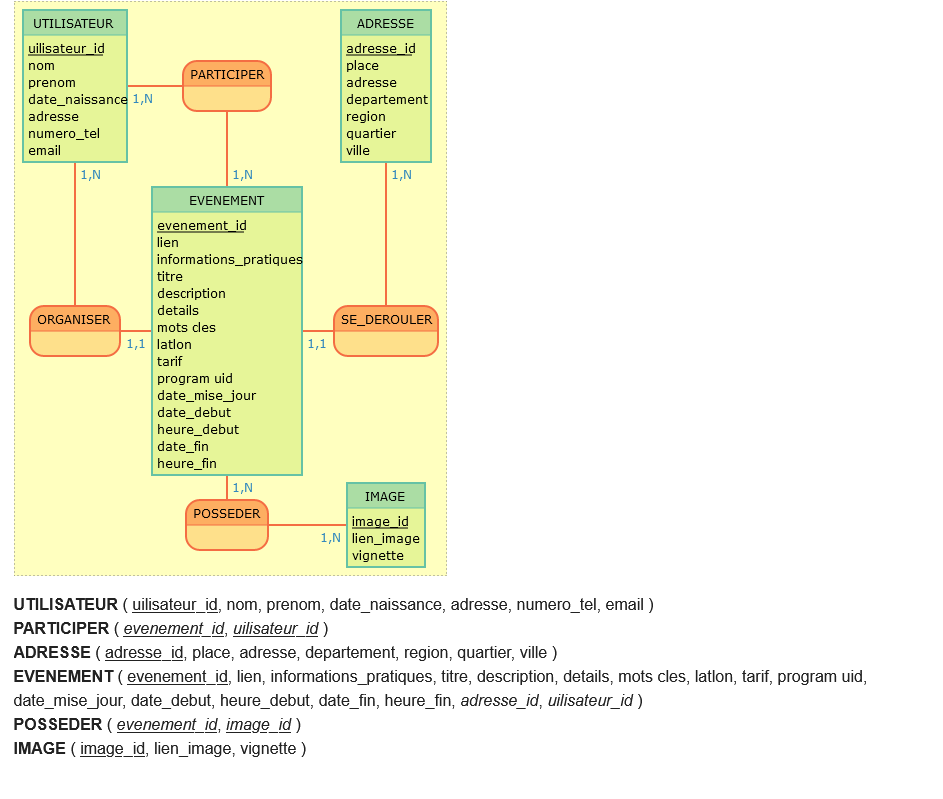 UTILISATEUR
uilisateur_id
nom
prenom
date_naissance
adresse
numero_tel
email
1,N
PARTICIPER
1,N
ADRESSE
adresse_id
place
adresse
departement
region
quartier
ville
1,N
1,N
EVENEMENT
evenement_id
lien
informations_pratiques
titre
description
details
mots cles
latlon
tarif
program uid
date_mise_jour
date_debut
heure_debut
date_fin
heure_fin
ORGANISER
1,1
SE_DEROULER
1,1
1,N
POSSEDER
1,N
IMAGE
image_id
lien_image
vignette
UTILISATEUR ( uilisateur_id, nom, prenom, date_naissance, adresse, numero_tel, email )
PARTICIPER ( evenement_id, uilisateur_id )
ADRESSE ( adresse_id, place, adresse, departement, region, quartier, ville )
EVENEMENT ( evenement_id, lien, informations_pratiques, titre, description, details, mots cles, latlon, tarif, program uid,
date_mise_jour, date_debut, heure_debut, date_fin, heure_fin, adresse_id, uilisateur_id )
POSSEDER ( evenement_id, image_id )
IMAGE ( image_id, lien_image, vignette )